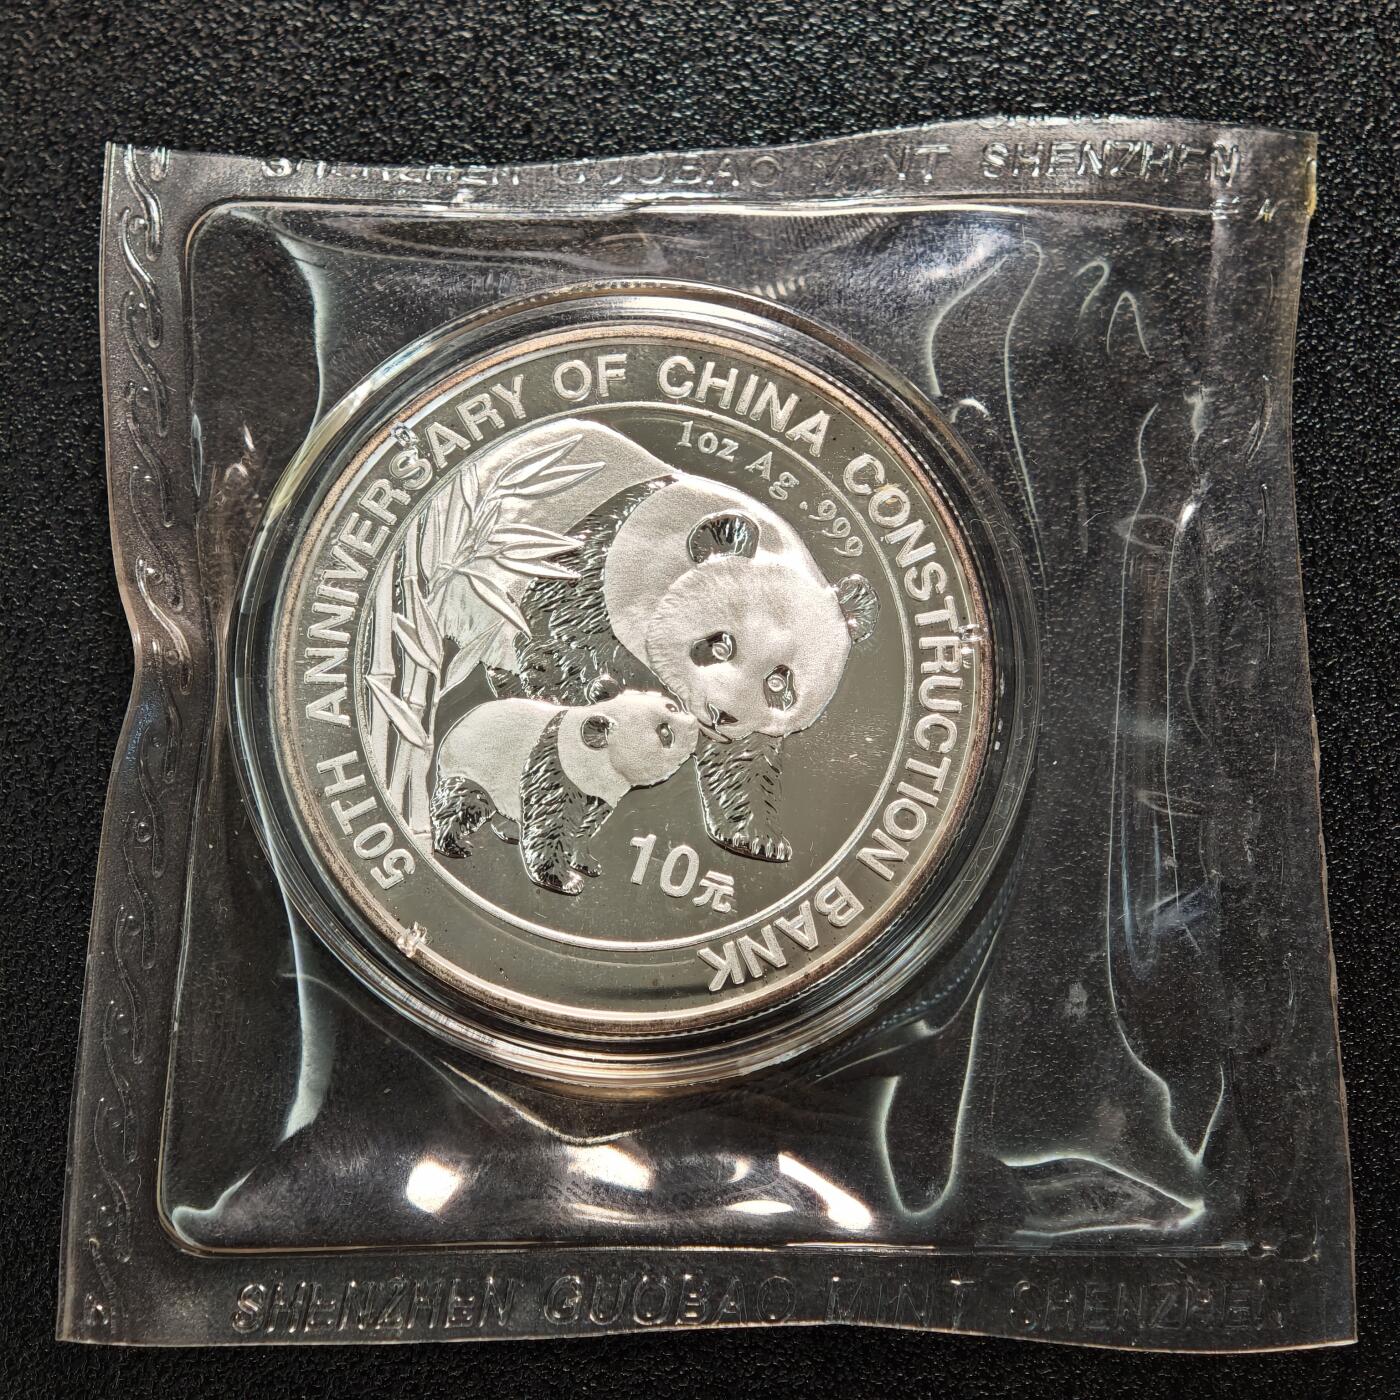 SHENZHEN GUOBAO MINT SHENZHEN
50TH ANNIVERSARY OF CHINA CONSTRUCTION BANK
1oz Ag .999
10元
SHENZHEN GUOBAO MINT SHENZHEN